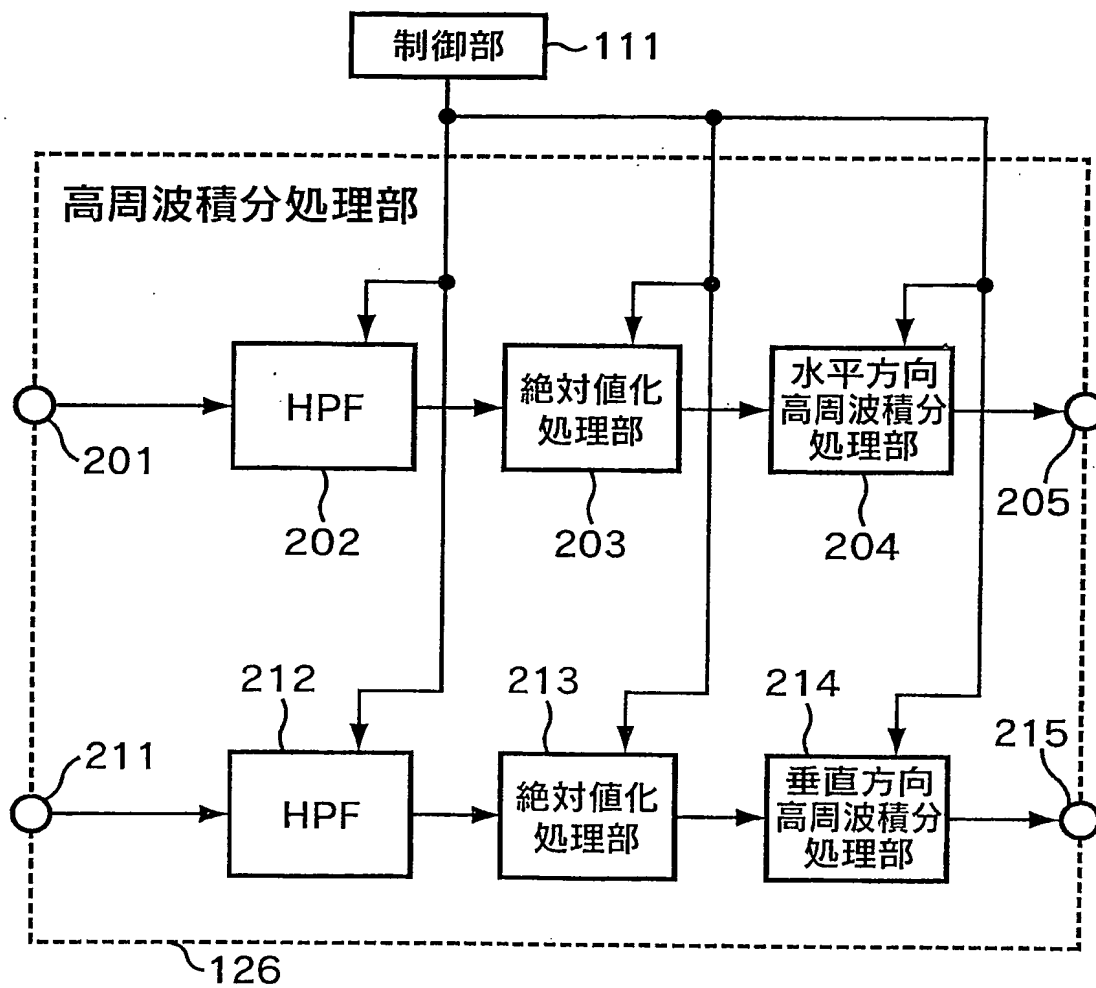 制御部
111
高周波積分処理部
201
HPF
202
絶対値化
処理部
203
水平方向
高周波積分
処理部
204
205
211
212
HPF
213
絶対値化
処理部
214
垂直方向
高周波積分
処理部
215
126